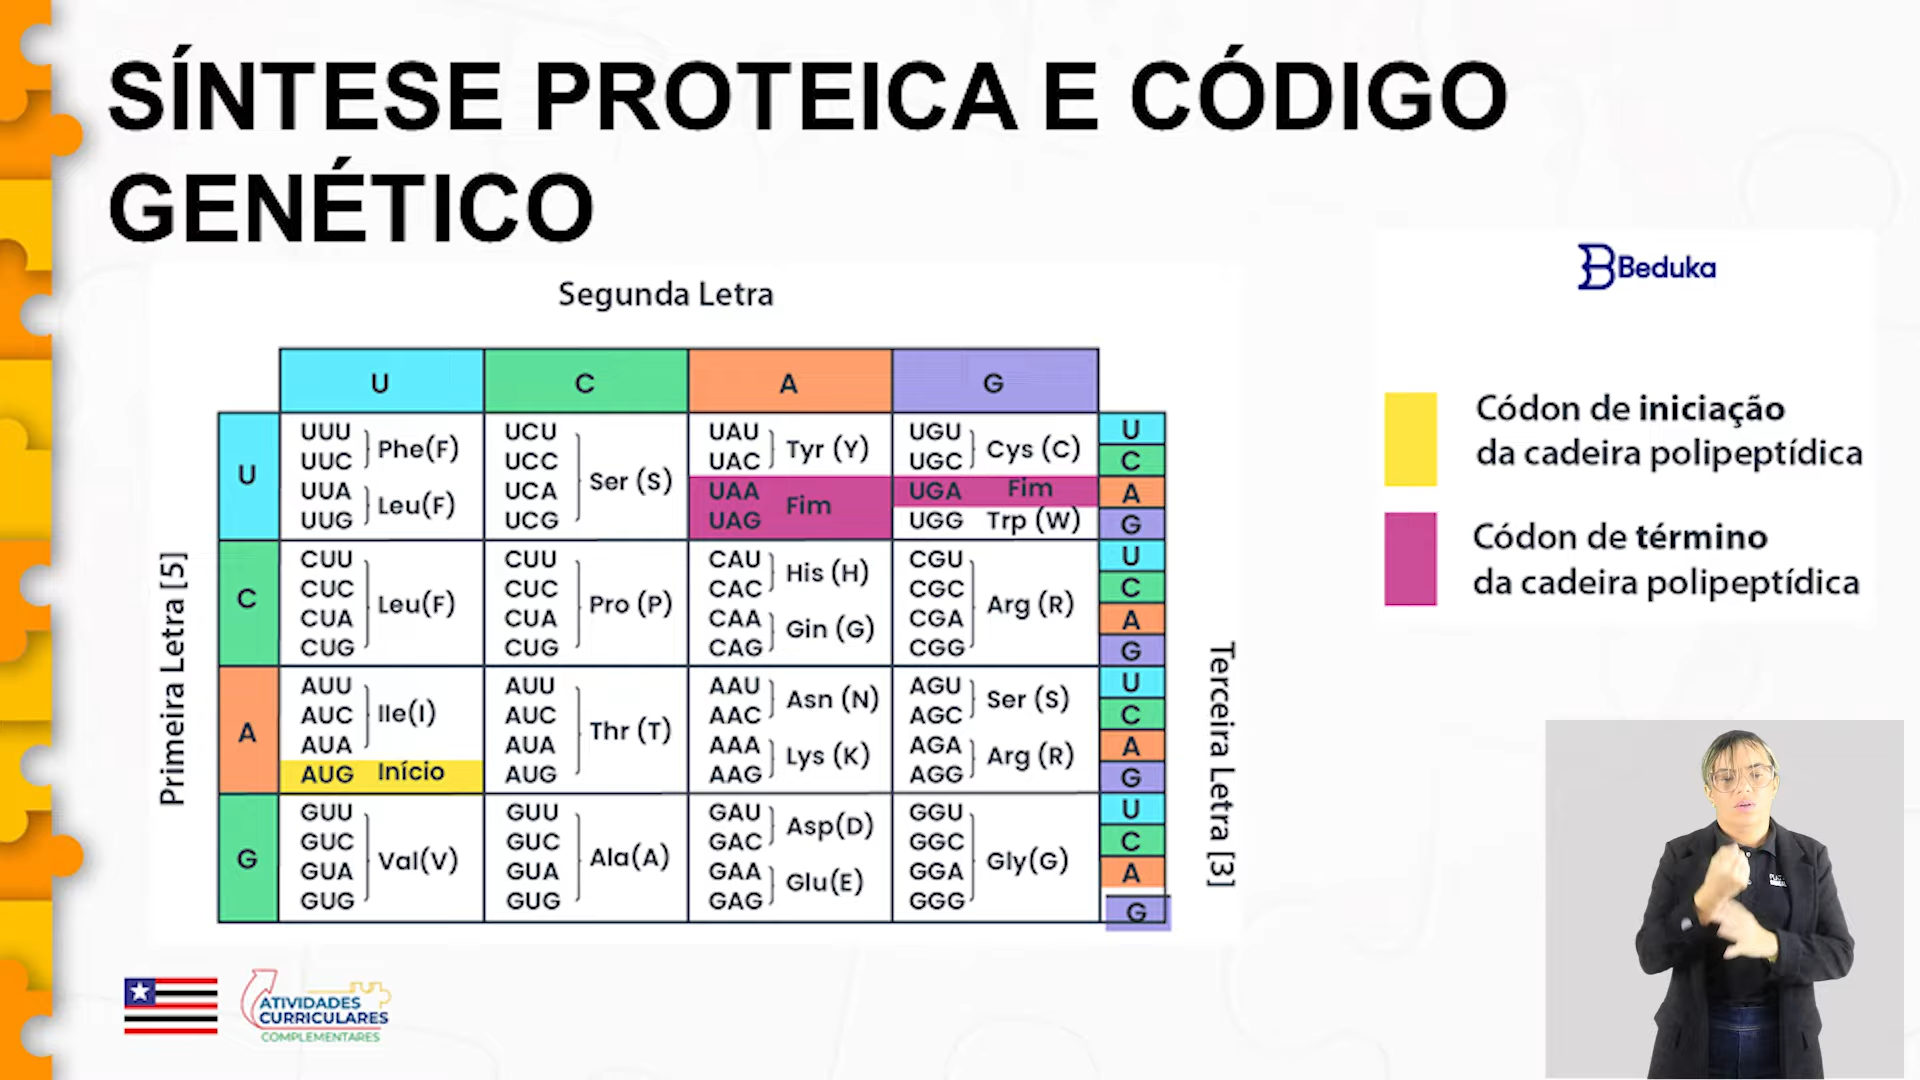 SÍNTESE PROTEICA E CÓDIGO
GENÉTICO
Segunda Letra
Beduka
U C A G
Primeira Letra [5]
Terceira Letra [3]
U
UUU
UUC
Phe(F)
UUA
UUG
Leu(F)
UCU
UCC
UCA
UCG
Ser (S)
UAU
UAC
Tyr (Y)
UAA
UAG
Fim
UGU
UGC
Cys (C)
UGA Fim
UGG Trp (W)
U
C
A
G
C
CUU
CUC
CUA
CUG
Leu(F)
CUU
CUC
CUA
CUG
Pro (P)
CAU
CAC
His (H)
CAA
CAG
Gin (G)
CGU
CGC
CGA
CGG
Arg (R)
U
C
A
G
A
AUU
AUC
AUA
Ile(I)
AUG Início
AUU
AUC
AUA
AUG
Thr (T)
AAU
AAC
Asn (N)
AAA
AAG
Lys (K)
AGU
AGC
Ser (S)
AGA
AGG
Arg (R)
U
C
A
G
G
GUU
GUC
GUA
GUG
Val(V)
GUU
GUC
GUA
GUG
Ala(A)
GAU
GAC
Asp(D)
GAA
GAG
Glu(E)
GGU
GGC
GGA
GGG
Gly(G)
U
C
A
G
Códon de iniciação
da cadeira polipeptídica
Códon de término
da cadeira polipeptídica
ATIVIDADES
CURRICULARES
COMPLEMENTARES